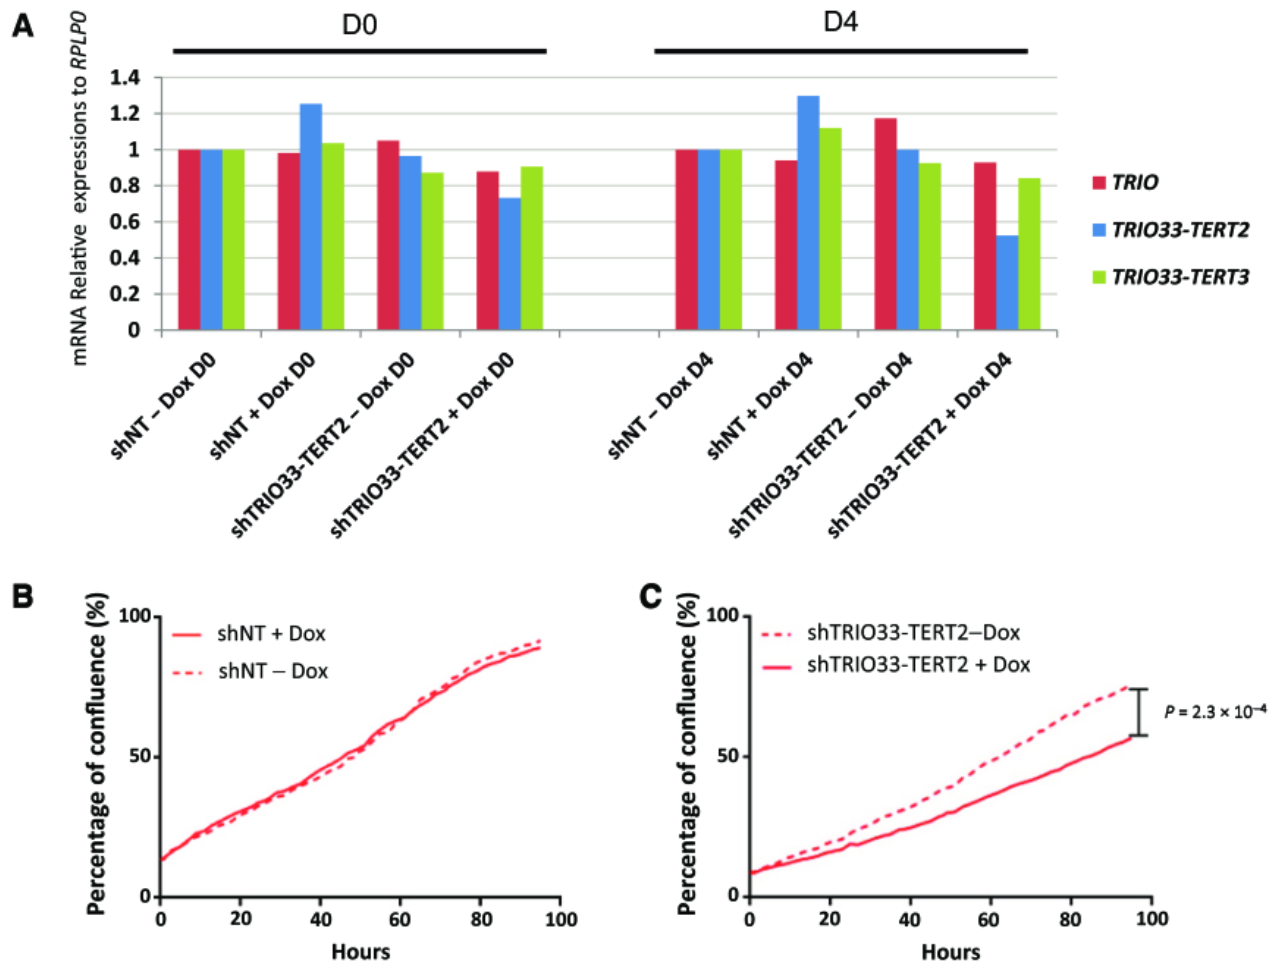 A
D0
D4
mRNA Relative expressions to RPLP0
1.4
1.2
1
0.8
0.6
0.4
0.2
0
shNT – Dox D0
shNT + Dox D0
shTRIO33-TERT2 – Dox D0
shTRIO33-TERT2 + Dox D0
shNT – Dox D4
shNT + Dox D4
shTRIO33-TERT2 – Dox D4
shTRIO33-TERT2 + Dox D4
TRIO
TRIO33-TERT2
TRIO33-TERT3
B
Percentage of confluence (%)
100
50
0
shNT + Dox
shNT – Dox
0 20 40 60 80 100
Hours
C
Percentage of confluence (%)
100
50
0
shTRIO33-TERT2–Dox
shTRIO33-TERT2 + Dox
P = 2.3 × 10–4
0 20 40 60 80 100
Hours